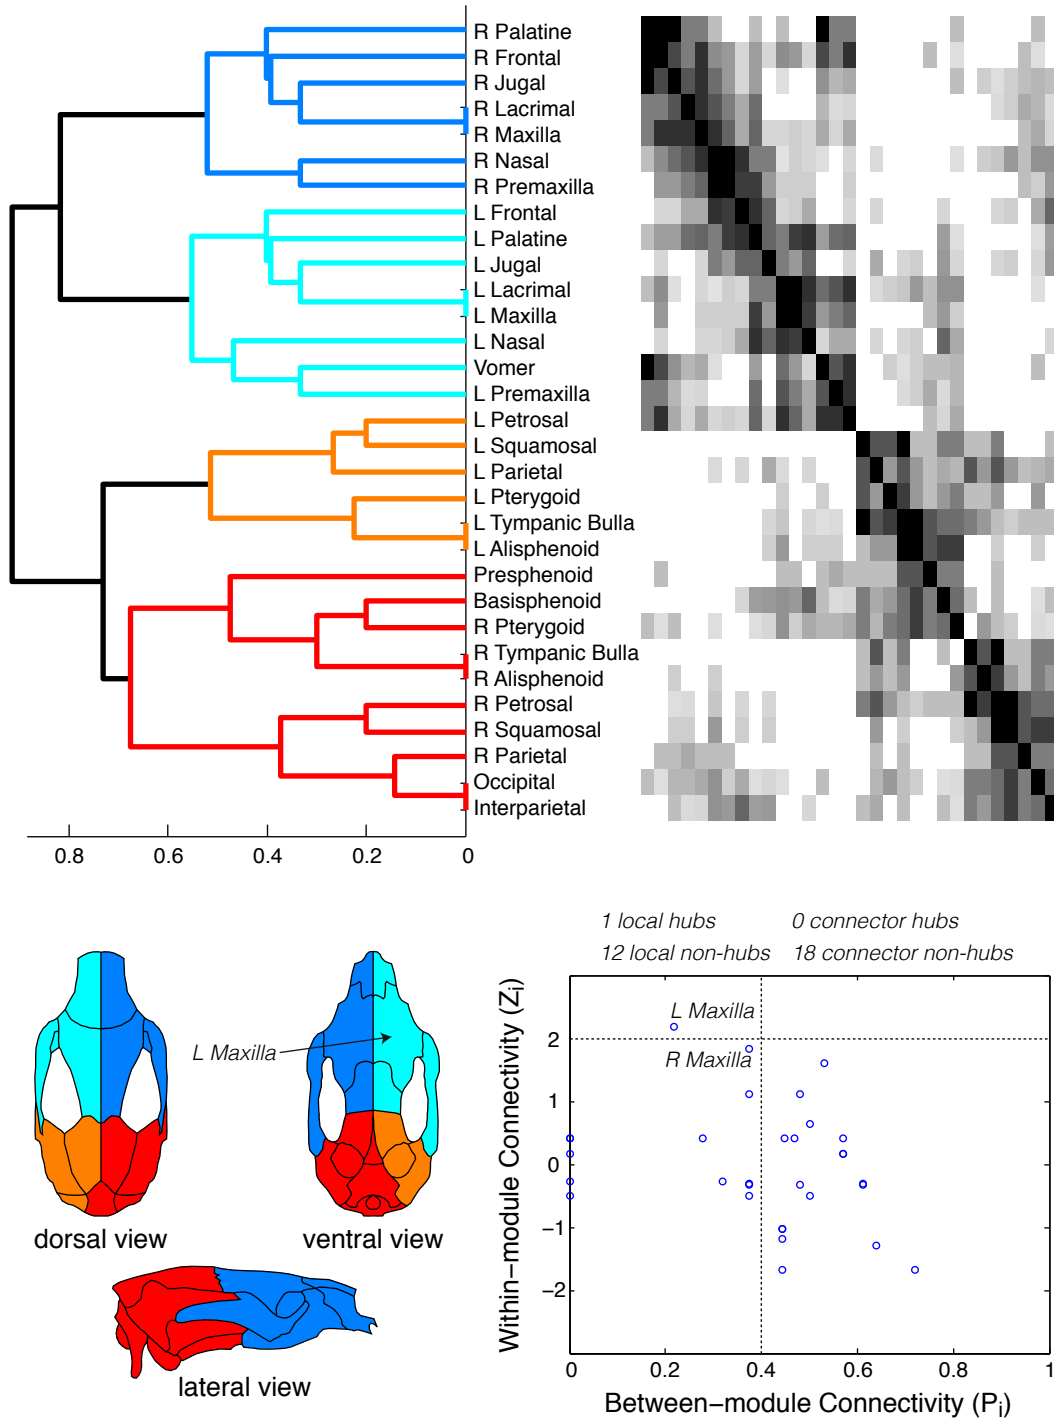 R Palatine
R Frontal
R Jugal
R Lacrimal
R Maxilla
R Nasal
R Premaxilla
L Frontal
L Palatine
L Jugal
L Lacrimal
L Maxilla
L Nasal
Vomer
L Premaxilla
L Petrosal
L Squamosal
L Parietal
L Pterygoid
L Tympanic Bulla
L Alisphenoid
Presphenoid
Basisphenoid
R Pterygoid
R Tympanic Bulla
R Alisphenoid
R Petrosal
R Squamosal
R Parietal
Occipital
Interparietal
0.8 0.6 0.4 0.2 0
L Maxilla
dorsal view
ventral view
lateral view
1 local hubs 0 connector hubs
12 local non-hubs 18 connector non-hubs
L Maxilla
R Maxilla
2
1
0
−1
−2
0 0.2 0.4 0.6 0.8 1
Within−module Connectivity (Zi)
Between−module Connectivity (Pi)